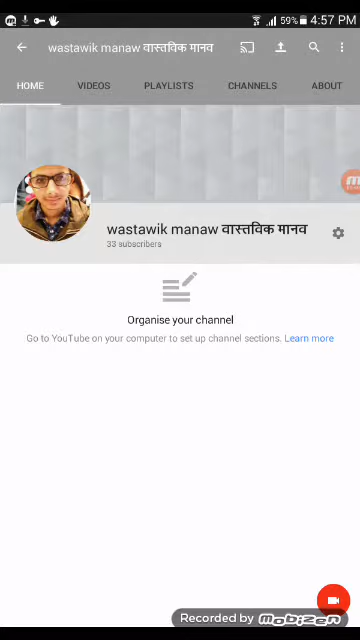 59% 4:57 PM
wastawik manaw वास्तविक मानव
HOME VIDEOS PLAYLISTS CHANNELS ABOUT
wastawik manaw वास्तविक मानव
33 subscribers
Organise your channel
Go to YouTube on your computer to set up channel sections. Learn more
Recorded by mobizen